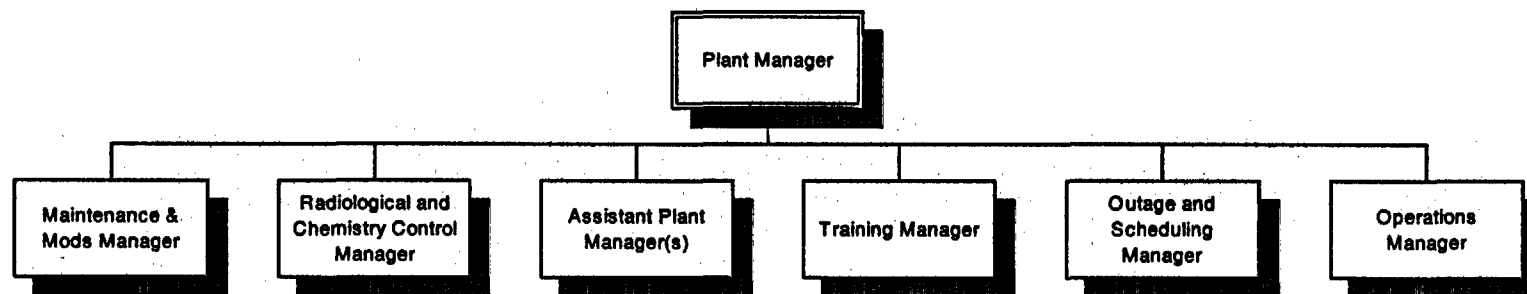 Plant Manager
Maintenance &
Mods Manager
Radiological and
Chemistry Control
Manager
Assistant Plant
Manager(s)
Training Manager
Outage and
Scheduling
Manager
Operations
Manager